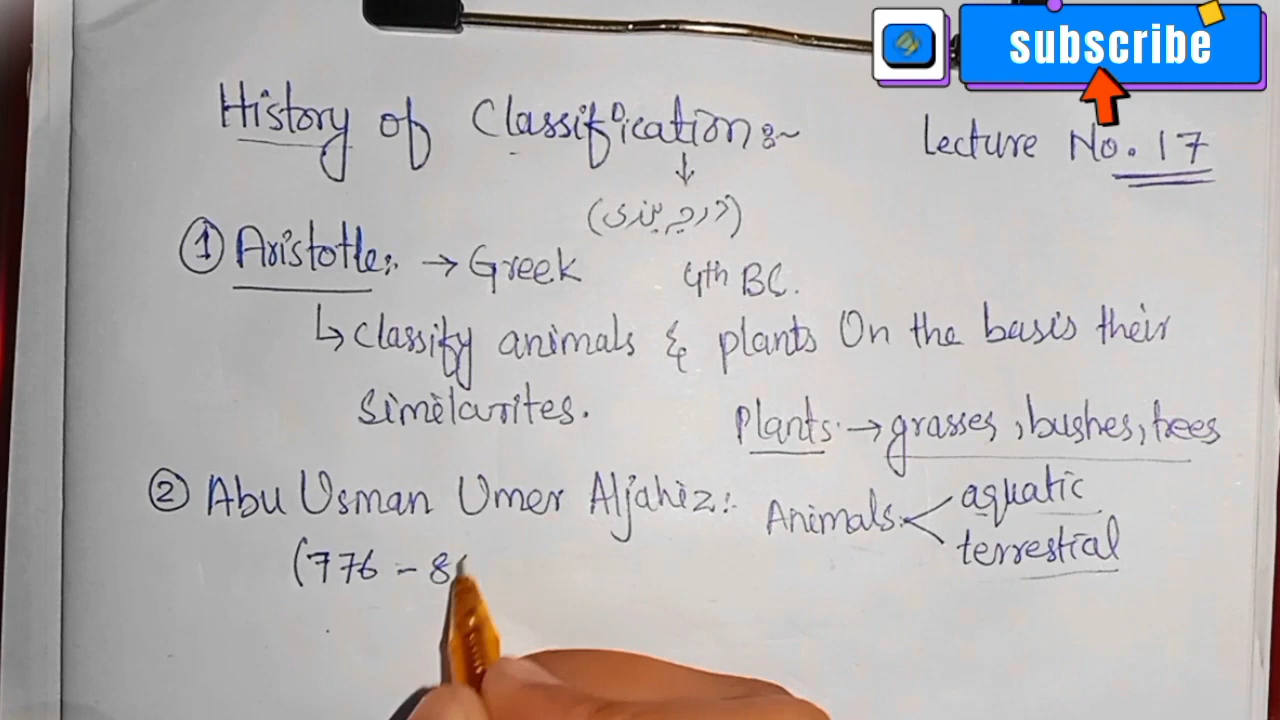 subscribe
History of Classification:~
Lecture No. 17
↓
(درجہ بندی)
① Aristotle:. → Greek 4th BC.
↳ Classify animals & plants On the basis their
Similarites.
Plants → grasses, bushes, trees
② Abu Usman Umer Aljahiz:.
Animals:
aquatic
terrestial
(776 - 8